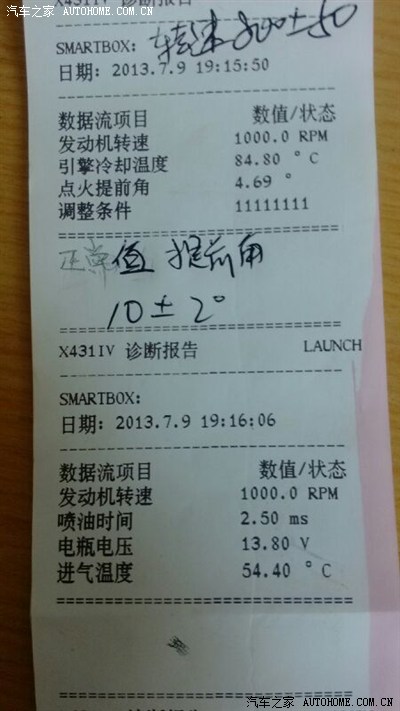 汽车之家 AUTOHOME.COM.CN
X431IV 诊断报告
SMARTBOX: 转速 800±50
日期: 2013.7.9 19:15:50
数据流项目 数值/状态
发动机转速 1000.0 RPM
引擎冷却温度 84.80 ° C
点火提前角 4.69 °
调整条件 11111111
正常值 提前角
10±2°
X431IV 诊断报告 LAUNCH
SMARTBOX:
日期: 2013.7.9 19:16:06
数据流项目 数值/状态
发动机转速 1000.0 RPM
喷油时间 2.50 ms
电瓶电压 13.80 V
进气温度 54.40 ° C
汽车之家 AUTOHOME.COM.CN